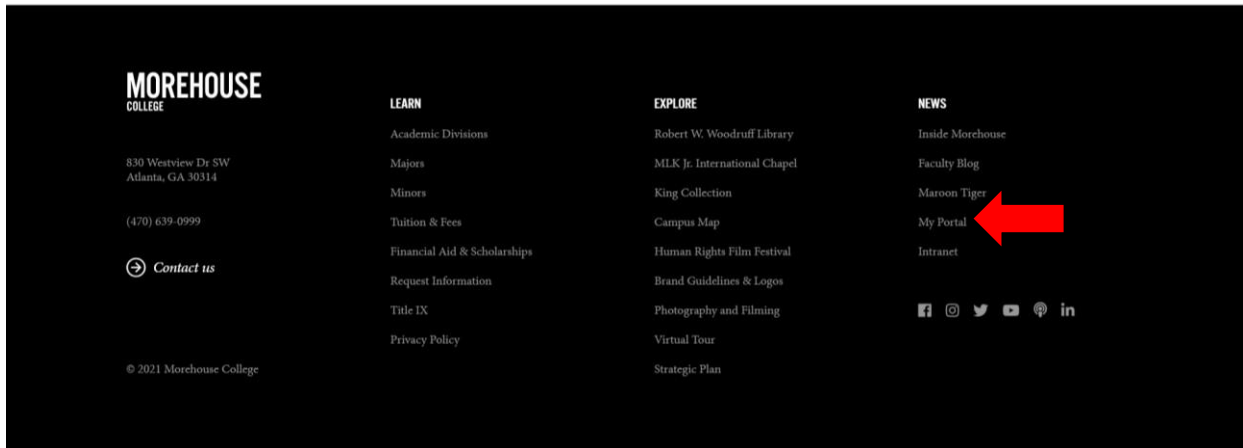 MOREHOUSE
COLLEGE
830 Westview Dr SW
Atlanta, GA 30314
(470) 639-0999
Contact us
© 2021 Morehouse College
LEARN
Academic Divisions
Majors
Minors
Tuition & Fees
Financial Aid & Scholarships
Request Information
Title IX
Privacy Policy
EXPLORE
Robert W. Woodruff Library
MLK Jr. International Chapel
King Collection
Campus Map
Human Rights Film Festival
Brand Guidelines & Logos
Photography and Filming
Virtual Tour
Strategic Plan
NEWS
Inside Morehouse
Faculty Blog
Maroon Tiger
My Portal
Intranet